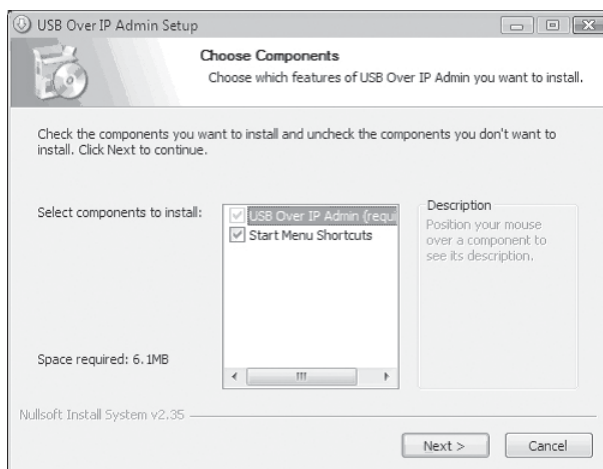 USB Over IP Admin Setup
Choose Components
Choose which features of USB Over IP Admin you want to install.
Check the components you want to install and uncheck the components you don't want to
install. Click Next to continue.
Select components to install:
USB Over IP Admin (requi
Start Menu Shortcuts
Description
Position your mouse
over a component to
see its description.
Space required: 6.1MB
Nullsoft Install System v2.35
Next >
Cancel